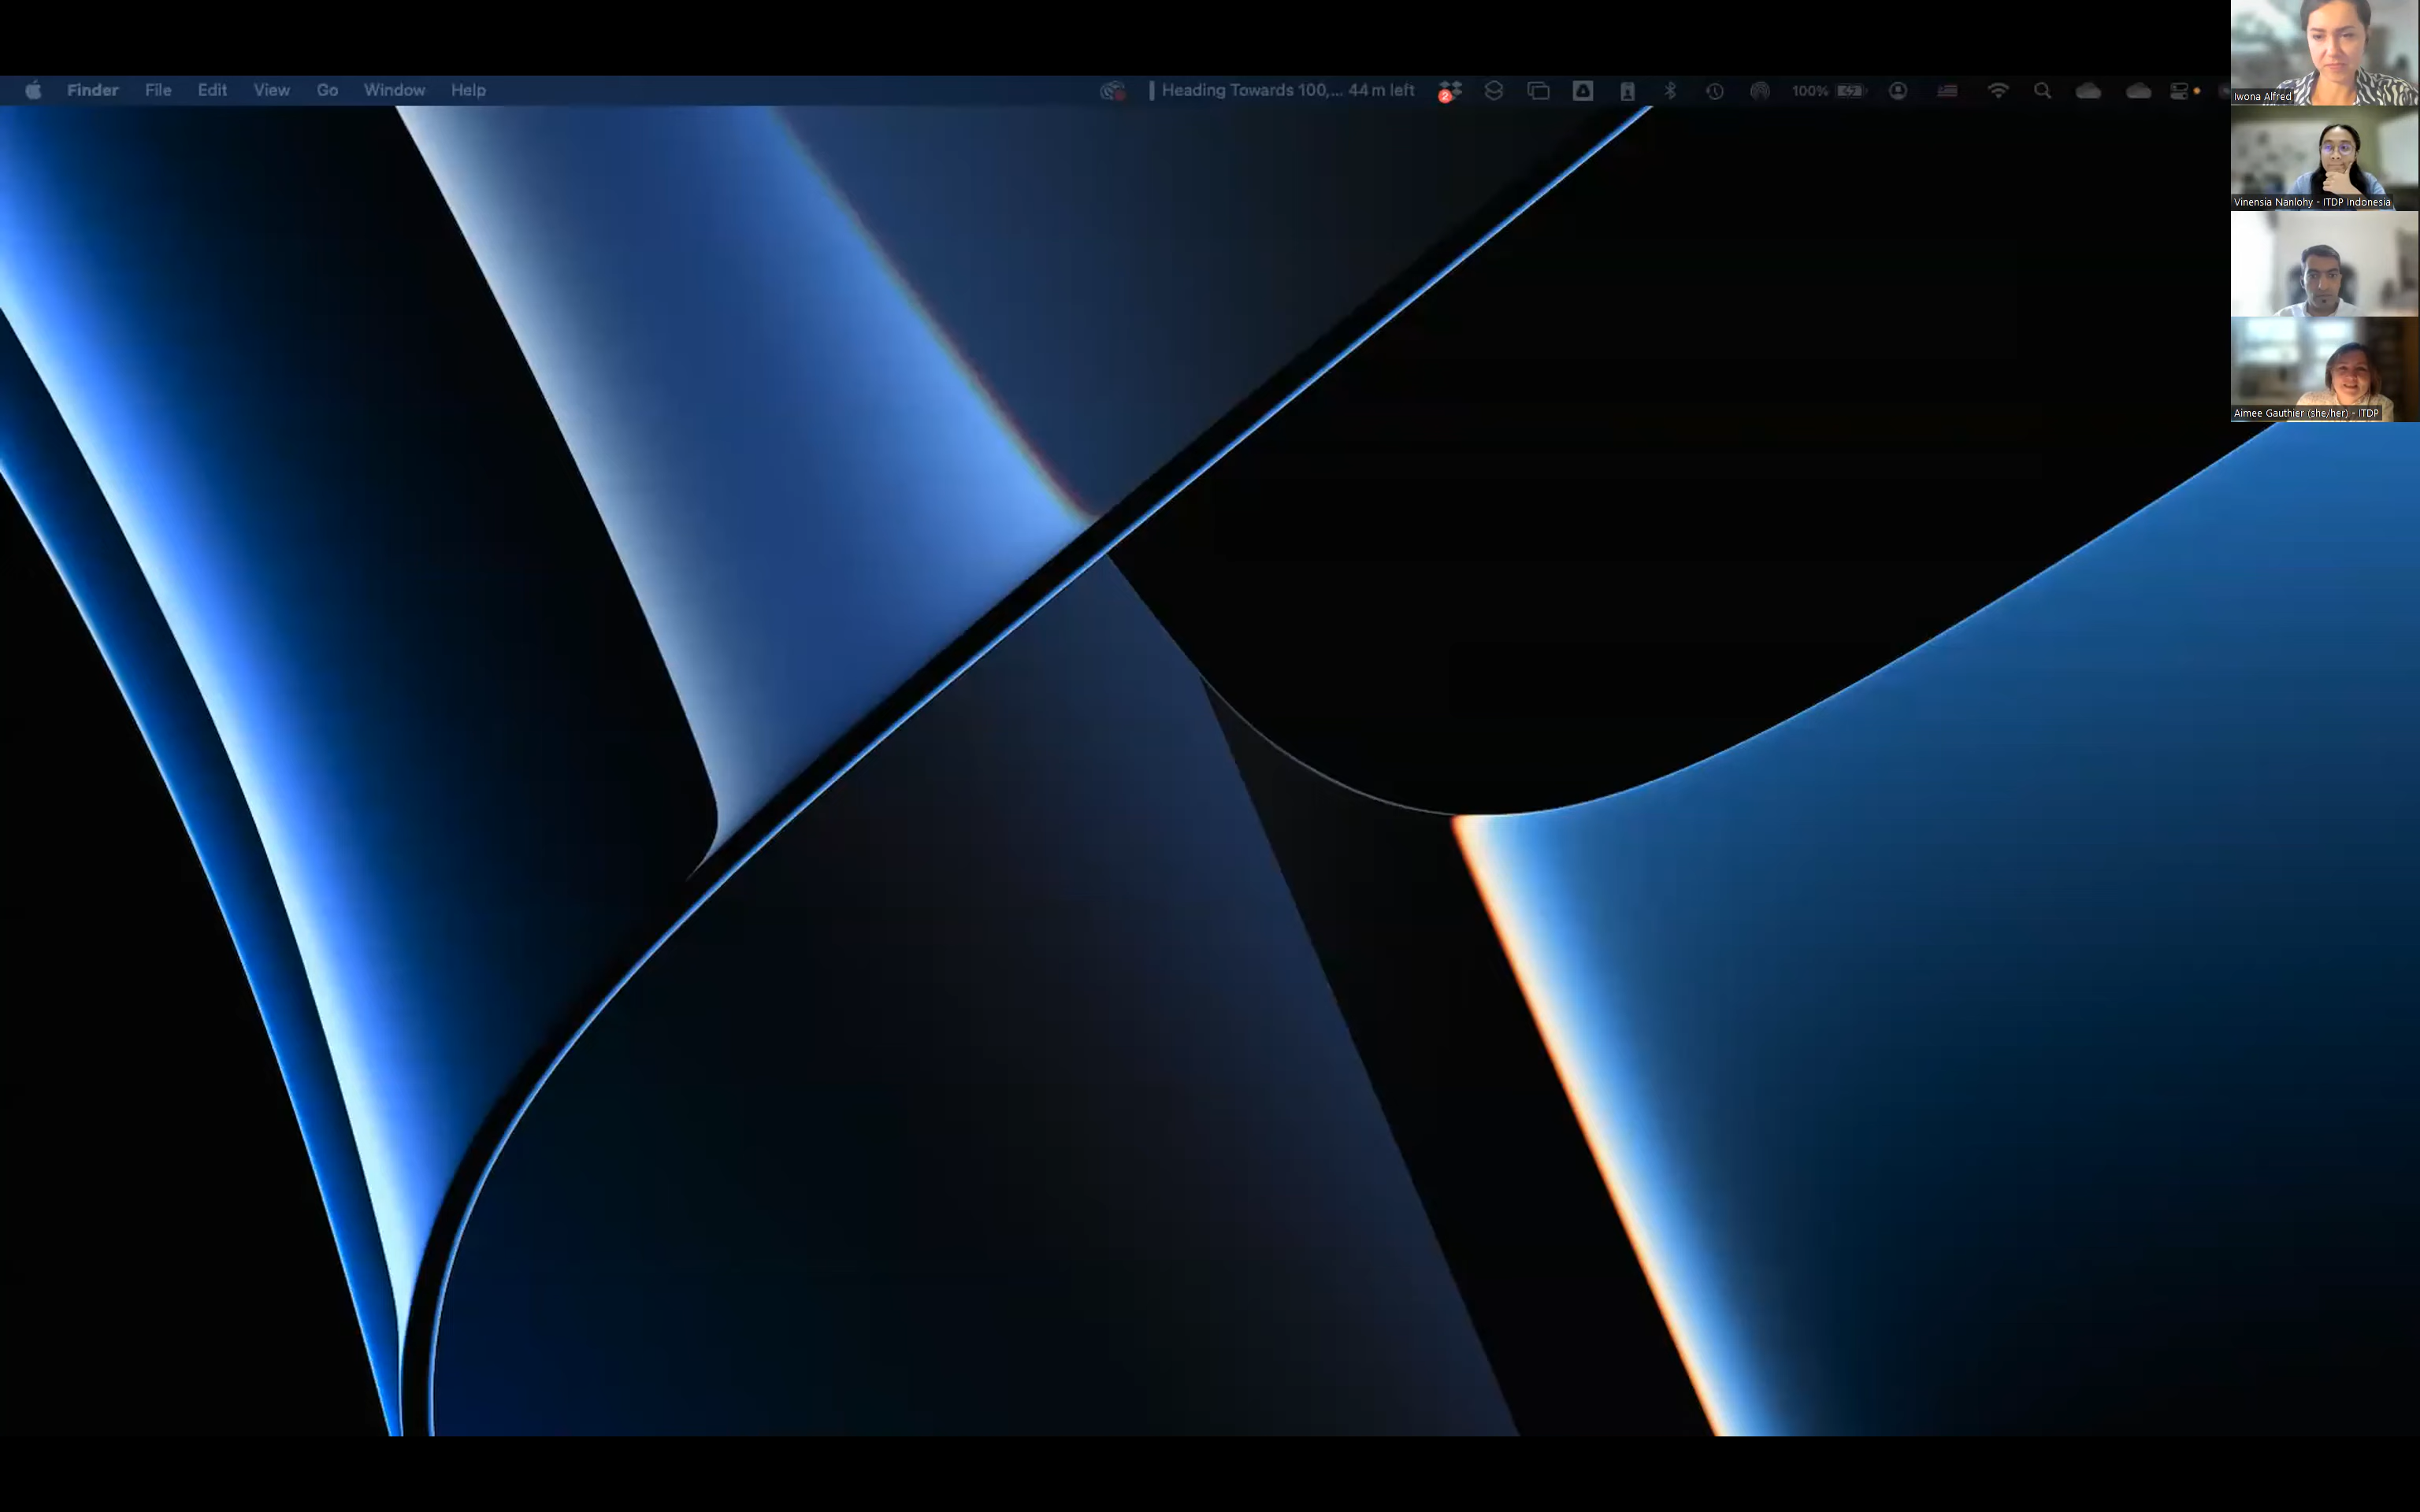 Finder File Edit View Go Window Help
Heading Towards 100,... 44 m left
2
100%
Iwona Alfred
Vinensia Nanlohy - ITDP Indonesia
Aimee Gauthier (she/her) - ITDP